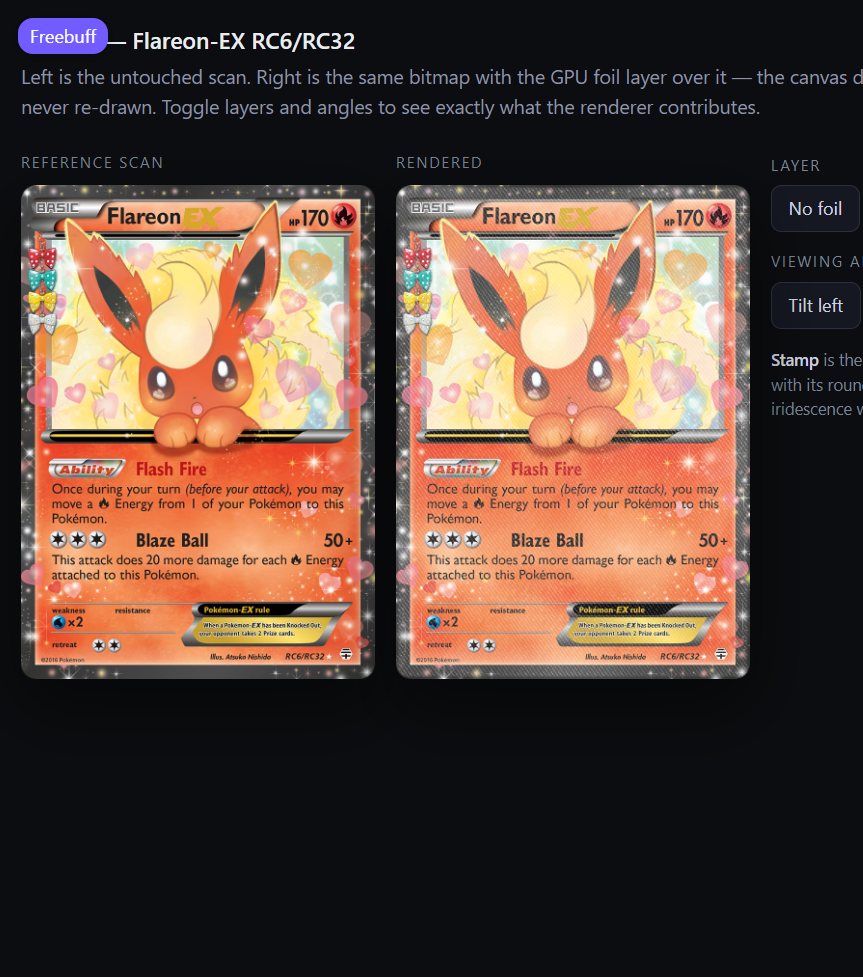 Freebuff — Flareon-EX RC6/RC32
Left is the untouched scan. Right is the same bitmap with the GPU foil layer over it — the canvas d
never re-drawn. Toggle layers and angles to see exactly what the renderer contributes.
REFERENCE SCAN
BASIC Flareon EX HP 170
Ability Flash Fire
Once during your turn (before your attack), you may
move a Energy from 1 of your Pokémon to this
Pokémon.
Blaze Ball 50+
This attack does 20 more damage for each Energy
attached to this Pokémon.
weakness resistance
×2
Pokémon-EX rule
When a Pokémon-EX has been Knocked Out,
your opponent takes 2 Prize cards.
retreat
©2016 Pokémon
Illus. Atsuko Nishida RC6/RC32
RENDERED
BASIC Flareon EX HP 170
Ability Flash Fire
Once during your turn (before your attack), you may
move a Energy from 1 of your Pokémon to this
Pokémon.
Blaze Ball 50+
This attack does 20 more damage for each Energy
attached to this Pokémon.
weakness resistance
×2
Pokémon-EX rule
When a Pokémon-EX has been Knocked Out,
your opponent takes 2 Prize cards.
retreat
©2016 Pokémon
Illus. Atsuko Nishida RC6/RC32
LAYER
No foil
VIEWING A
Tilt left
Stamp is the
with its roun
iridescence w